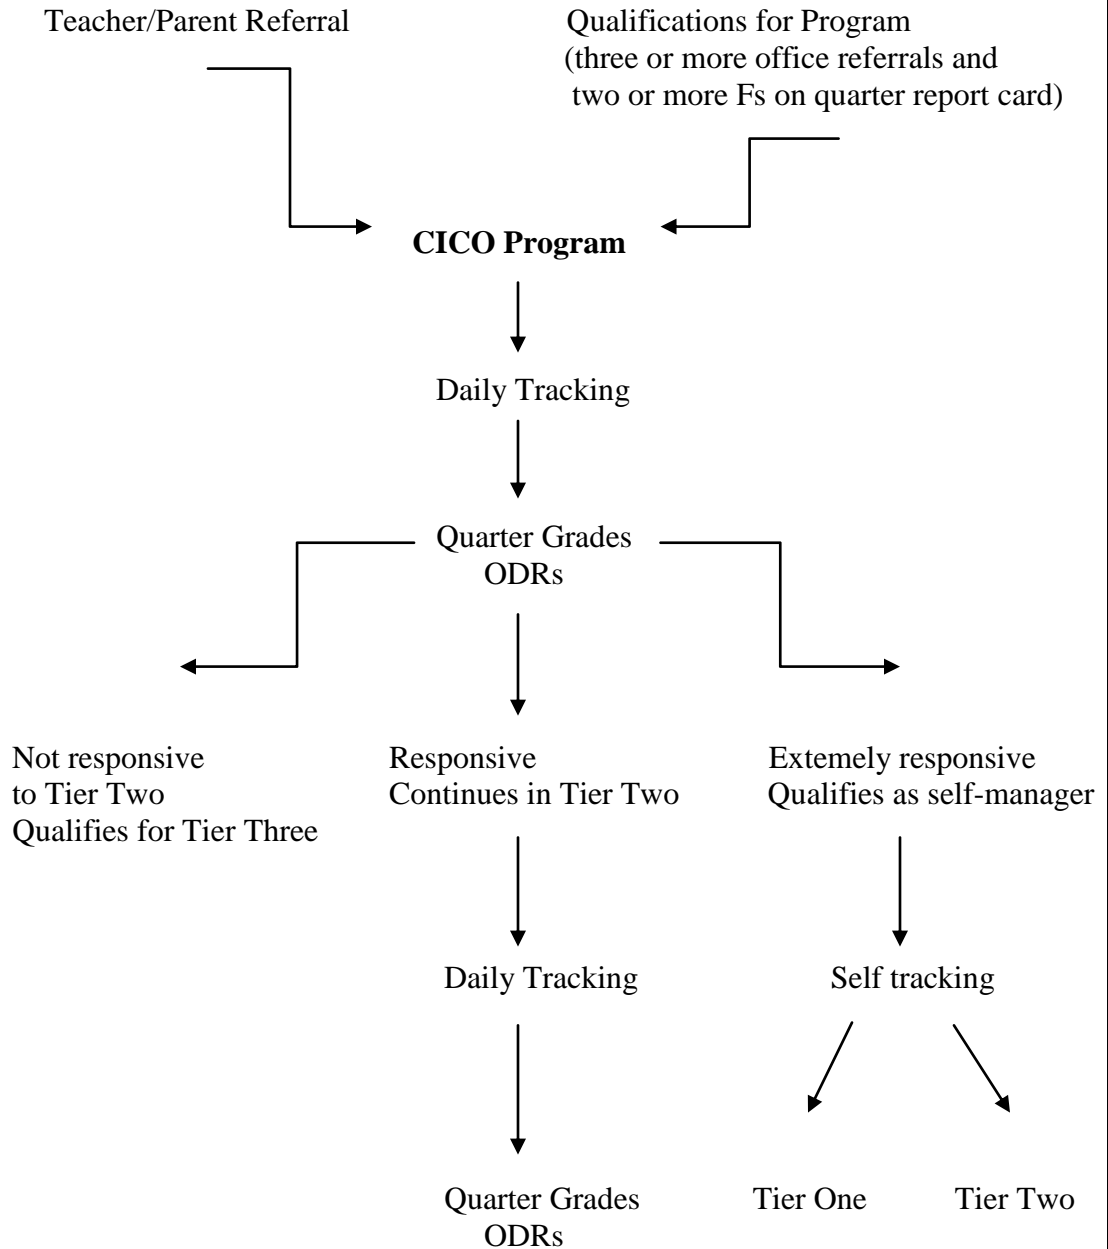 Teacher/Parent Referral
Qualifications for Program
(three or more office referrals and
two or more Fs on quarter report card)
CICO Program
Daily Tracking
Quarter Grades
ODRs
Not responsive
to Tier Two
Qualifies for Tier Three
Responsive
Continues in Tier Two
Extemely responsive
Qualifies as self-manager
Daily Tracking
Self tracking
Quarter Grades
ODRs
Tier One
Tier Two